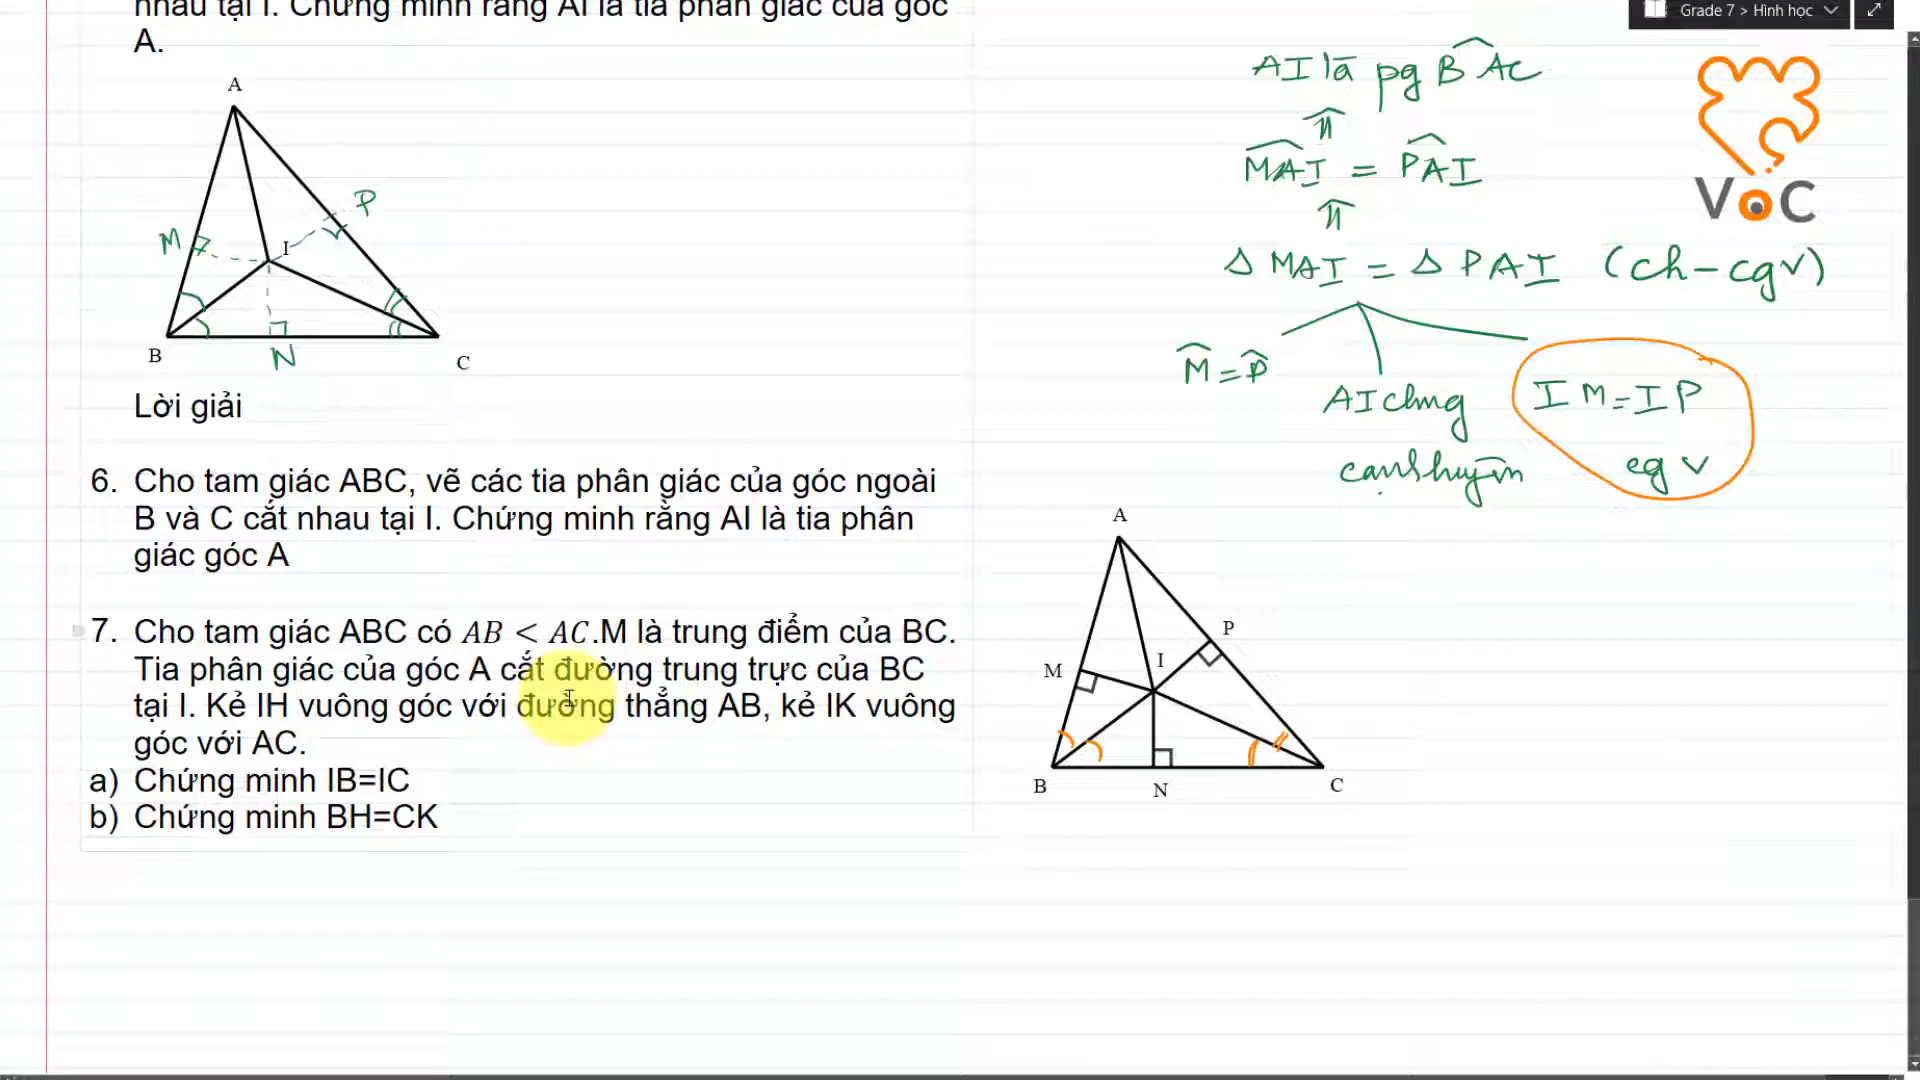 nhau tại I. Chứng minh rằng AI là tia phân giác của góc
A.
A
P
M
I
B
N
C
Lời giải
6. Cho tam giác ABC, vẽ các tia phân giác của góc ngoài
B và C cắt nhau tại I. Chứng minh rằng AI là tia phân
giác góc A
7. Cho tam giác ABC có AB < AC.M là trung điểm của BC.
Tia phân giác của góc A cắt đường trung trực của BC
tại I. Kẻ IH vuông góc với đường thẳng AB, kẻ IK vuông
góc với AC.
a) Chứng minh IB=IC
b) Chứng minh BH=CK
Grade 7 > Hình học
VOC
AI là pg BAC
MAI = PAI
Δ MAI = Δ PAI (ch - cgv)
M = P
AI chung
cạnh huyền
IM = IP
cgv
A
P
M
I
B
N
C